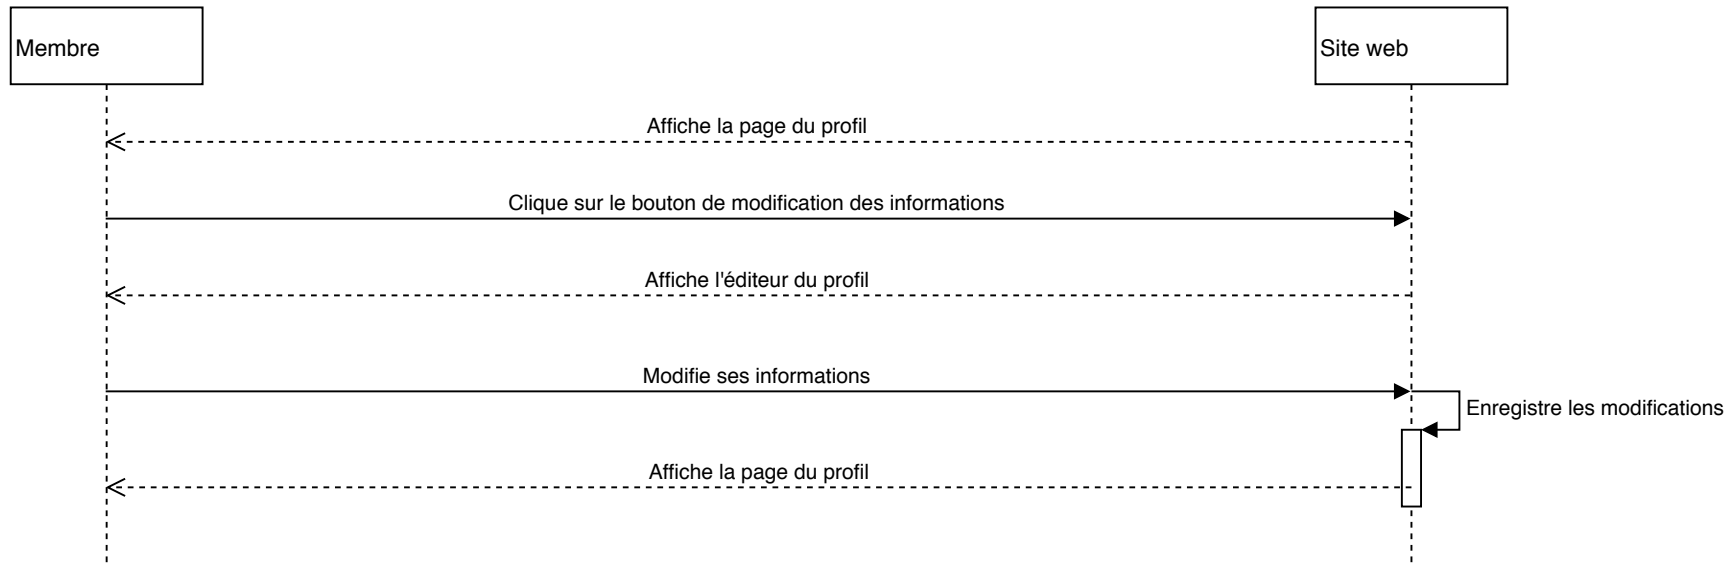 Membre
Site web
Affiche la page du profil
Clique sur le bouton de modification des informations
Affiche l'éditeur du profil
Modifie ses informations
Enregistre les modifications
Affiche la page du profil